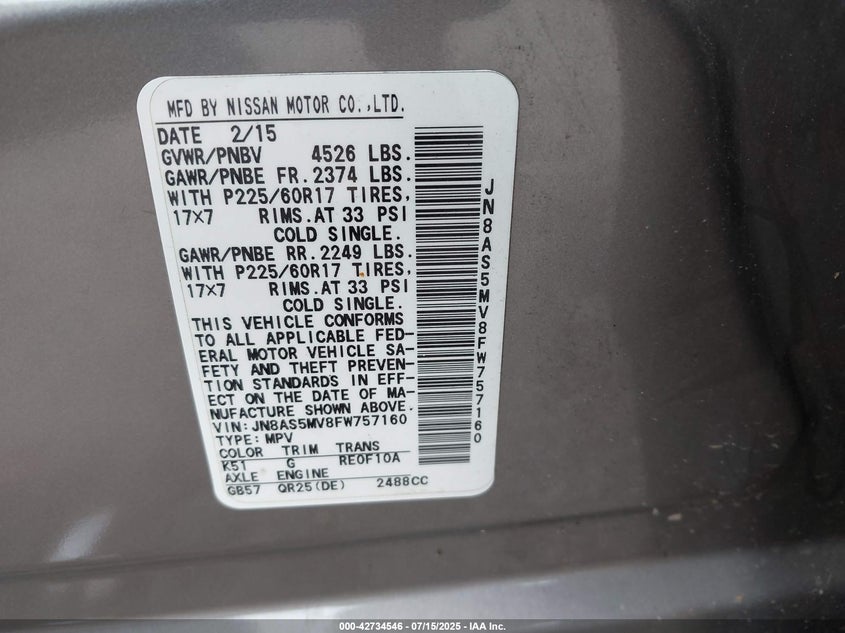 MFD BY NISSAN MOTOR CO.,LTD.
DATE 2/15
GVWR/PNBV 4526 LBS.
GAWR/PNBE FR. 2374 LBS.
WITH P225/60R17 TIRES,
17×7 RIMS. AT 33 PSI
COLD SINGLE.
GAWR/PNBE RR. 2249 LBS.
WITH P225/60R17 TIRES,
17×7 RIMS. AT 33 PSI
COLD SINGLE.
THIS VEHICLE CONFORMS
TO ALL APPLICABLE FED-
ERAL MOTOR VEHICLE SA-
FETY AND THEFT PREVEN-
TION STANDARDS IN EFF-
ECT ON THE DATE OF MA-
NUFACTURE SHOWN ABOVE.
VIN: JN8AS5MV8FW757160
TYPE: MPV
COLOR TRIM TRANS
K51 G RE0F10A
AXLE ENGINE
GB57 QR25(DE) 2488CC
JN8AS5MV8FW757160
000-42734546 - 07/15/2025 - IAA Inc.